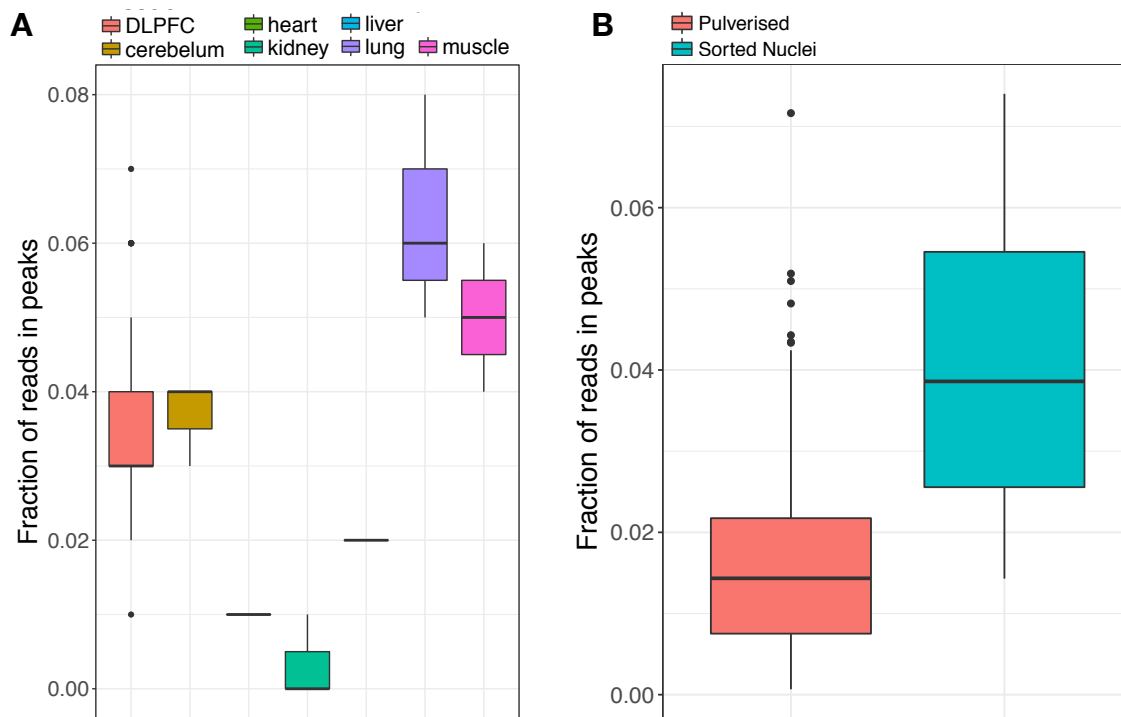 A
DLPFC heart liver
cerebelum kidney lung muscle
Fraction of reads in peaks
0.08
0.06
0.04
0.02
0.00
B
Pulverised
Sorted Nuclei
Fraction of reads in peaks
0.06
0.04
0.02
0.00